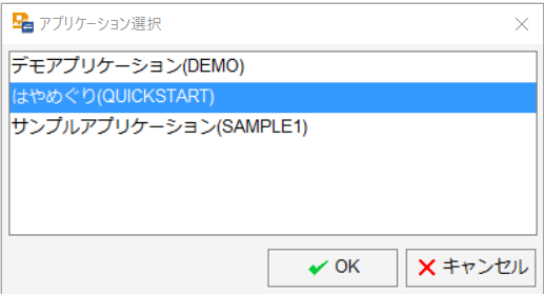 アプリケーション選択
デモアプリケーション(DEMO)
はやめぐり(QUICKSTART)
サンプルアプリケーション(SAMPLE1)
OK キャンセル